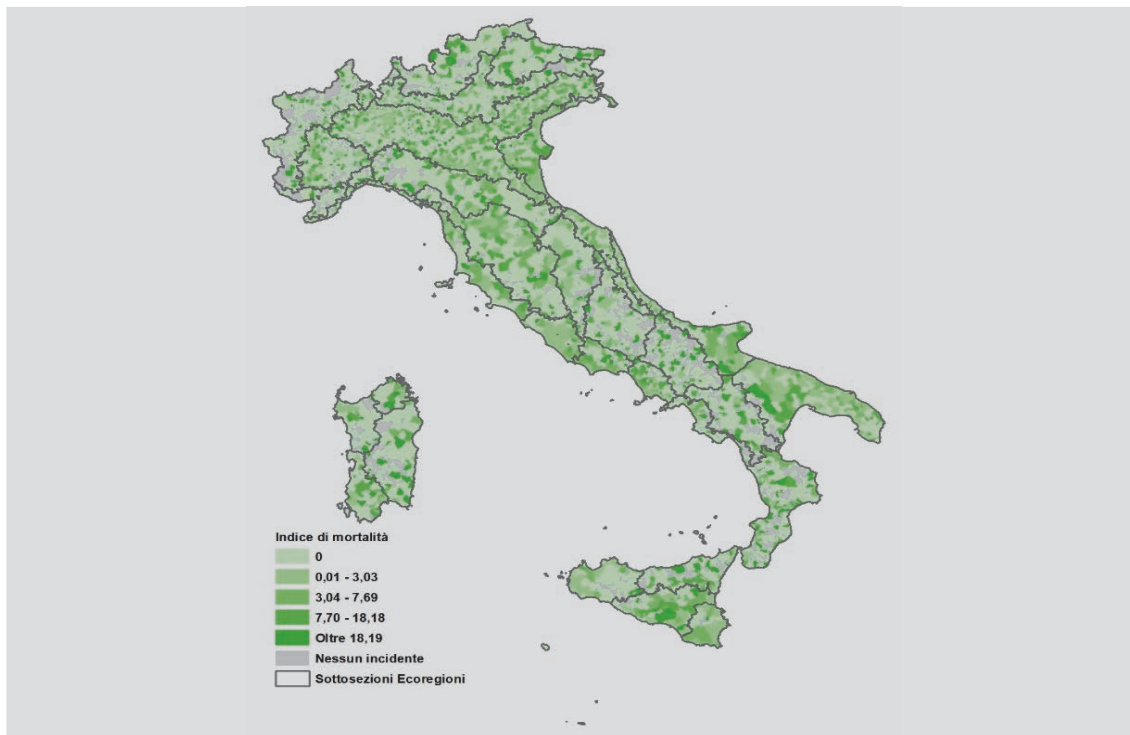 Indice di mortalità
0
0,01 - 3,03
3,04 - 7,69
7,70 - 18,18
Oltre 18,19
Nessun incidente
Sottosezioni Ecoregioni